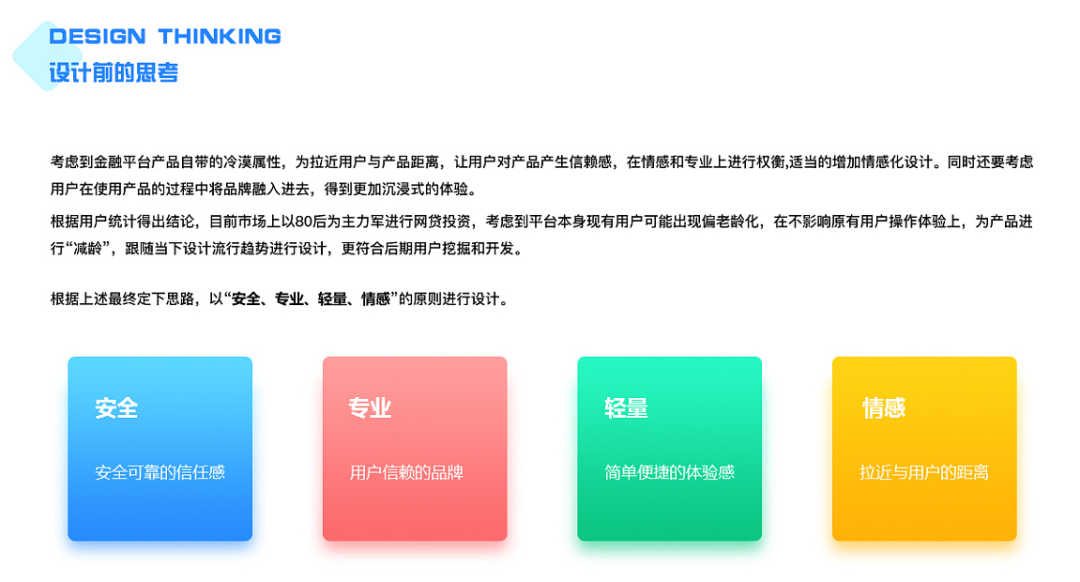 DESIGN THINKING
设计前的思考
考虑到金融平台产品自带的冷漠属性，为拉近用户与产品距离，让用户对产品产生信赖感，在情感和专业上进行权衡,适当的增加情感化设计。同时还要考虑
用户在使用产品的过程中将品牌融入进去，得到更加沉浸式的体验。
根据用户统计得出结论，目前市场上以80后为主力军进行网贷投资，考虑到平台本身现有用户可能出现偏老龄化，在不影响原有用户操作体验上，为产品进
行“减龄”，跟随当下设计流行趋势进行设计，更符合后期用户挖掘和开发。
根据上述最终定下思路，以“安全、专业、轻量、情感”的原则进行设计。
安全
安全可靠的信任感
专业
用户信赖的品牌
轻量
简单便捷的体验感
情感
拉近与用户的距离